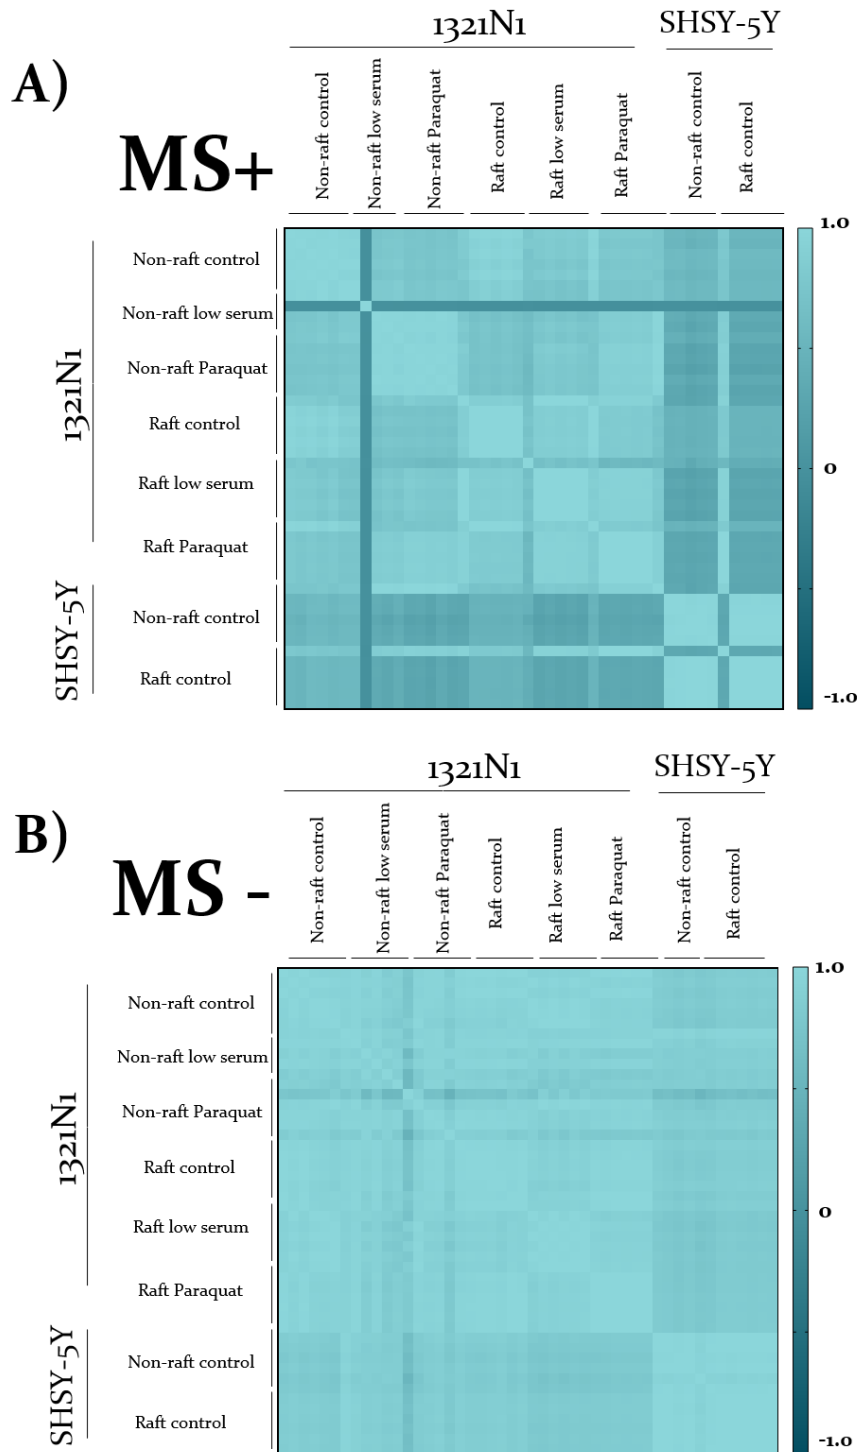 1321N1
SHSY-5Y
A)
MS+
Non-raft control
Non-raft low serum
Non-raft Paraquat
Raft control
Raft low serum
Raft Paraquat
Non-raft control
Raft control
1321N1
SHSY-5Y
Non-raft control
Non-raft low serum
Non-raft Paraquat
Raft control
Raft low serum
Raft Paraquat
Non-raft control
Raft control
1.0
0
-1.0
1321N1
SHSY-5Y
B)
MS -
Non-raft control
Non-raft low serum
Non-raft Paraquat
Raft control
Raft low serum
Raft Paraquat
Non-raft control
Raft control
1321N1
SHSY-5Y
Non-raft control
Non-raft low serum
Non-raft Paraquat
Raft control
Raft low serum
Raft Paraquat
Non-raft control
Raft control
1.0
0
-1.0